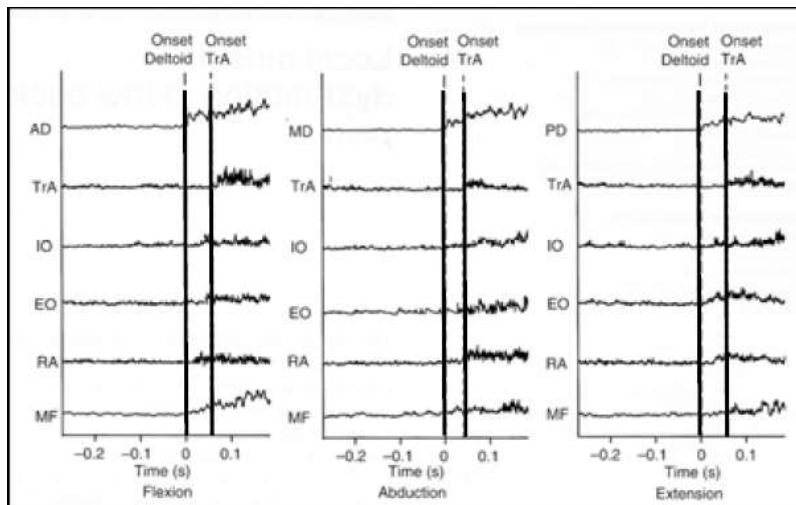 Onset Onset
Deltoid TrA
AD
TrA
IO
EO
RA
MF
−0.2 −0.1 0 0.1
Time (s)
Flexion
Onset Onset
Deltoid TrA
MD
TrA
IO
EO
RA
MF
−0.2 −0.1 0 0.1
Time (s)
Abduction
Onset Onset
Deltoid TrA
PD
TrA
IO
EO
RA
MF
−0.2 −0.1 0 0.1
Time (s)
Extension